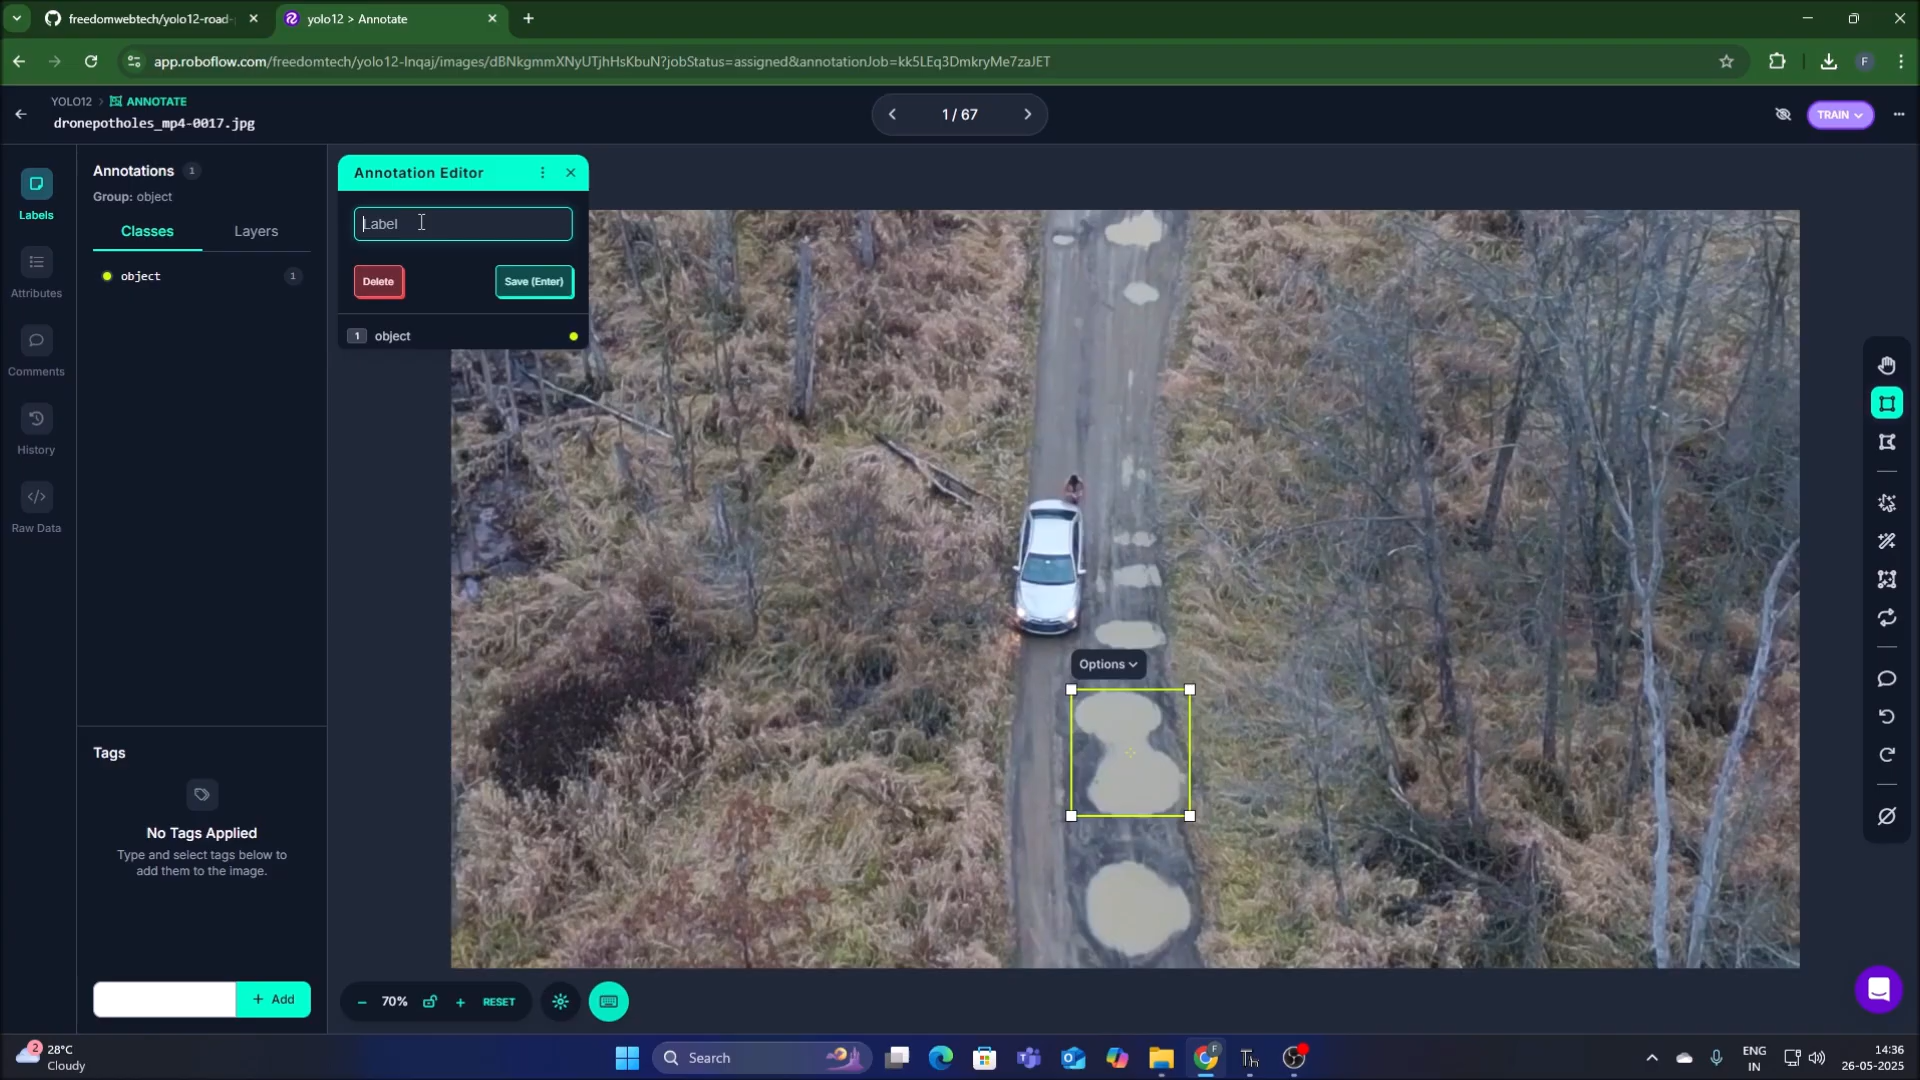 freedomwebtech/yolo12-road-
yolo12 > Annotate
app.roboflow.com/freedomtech/yolo12-lnqaj/images/dBNkgmmXNyUTjhHsKbuN?jobStatus=assigned&annotationJob=kk5LEq3DmkryMe7zaJET
F
YOLO12 > ANNOTATE
dronepotholes_mp4-0017.jpg
1 / 67
TRAIN
Labels
Attributes
Comments
History
Raw Data
Annotations 1
Group: object
Classes
Layers
object 1
Annotation Editor
Label
Delete
Save (Enter)
1 object
Options
Tags
No Tags Applied
Type and select tags below to
add them to the image.
+ Add
70%
RESET
2
28°C
Cloudy
Search
F
ENG
IN
14:36
26-05-2025